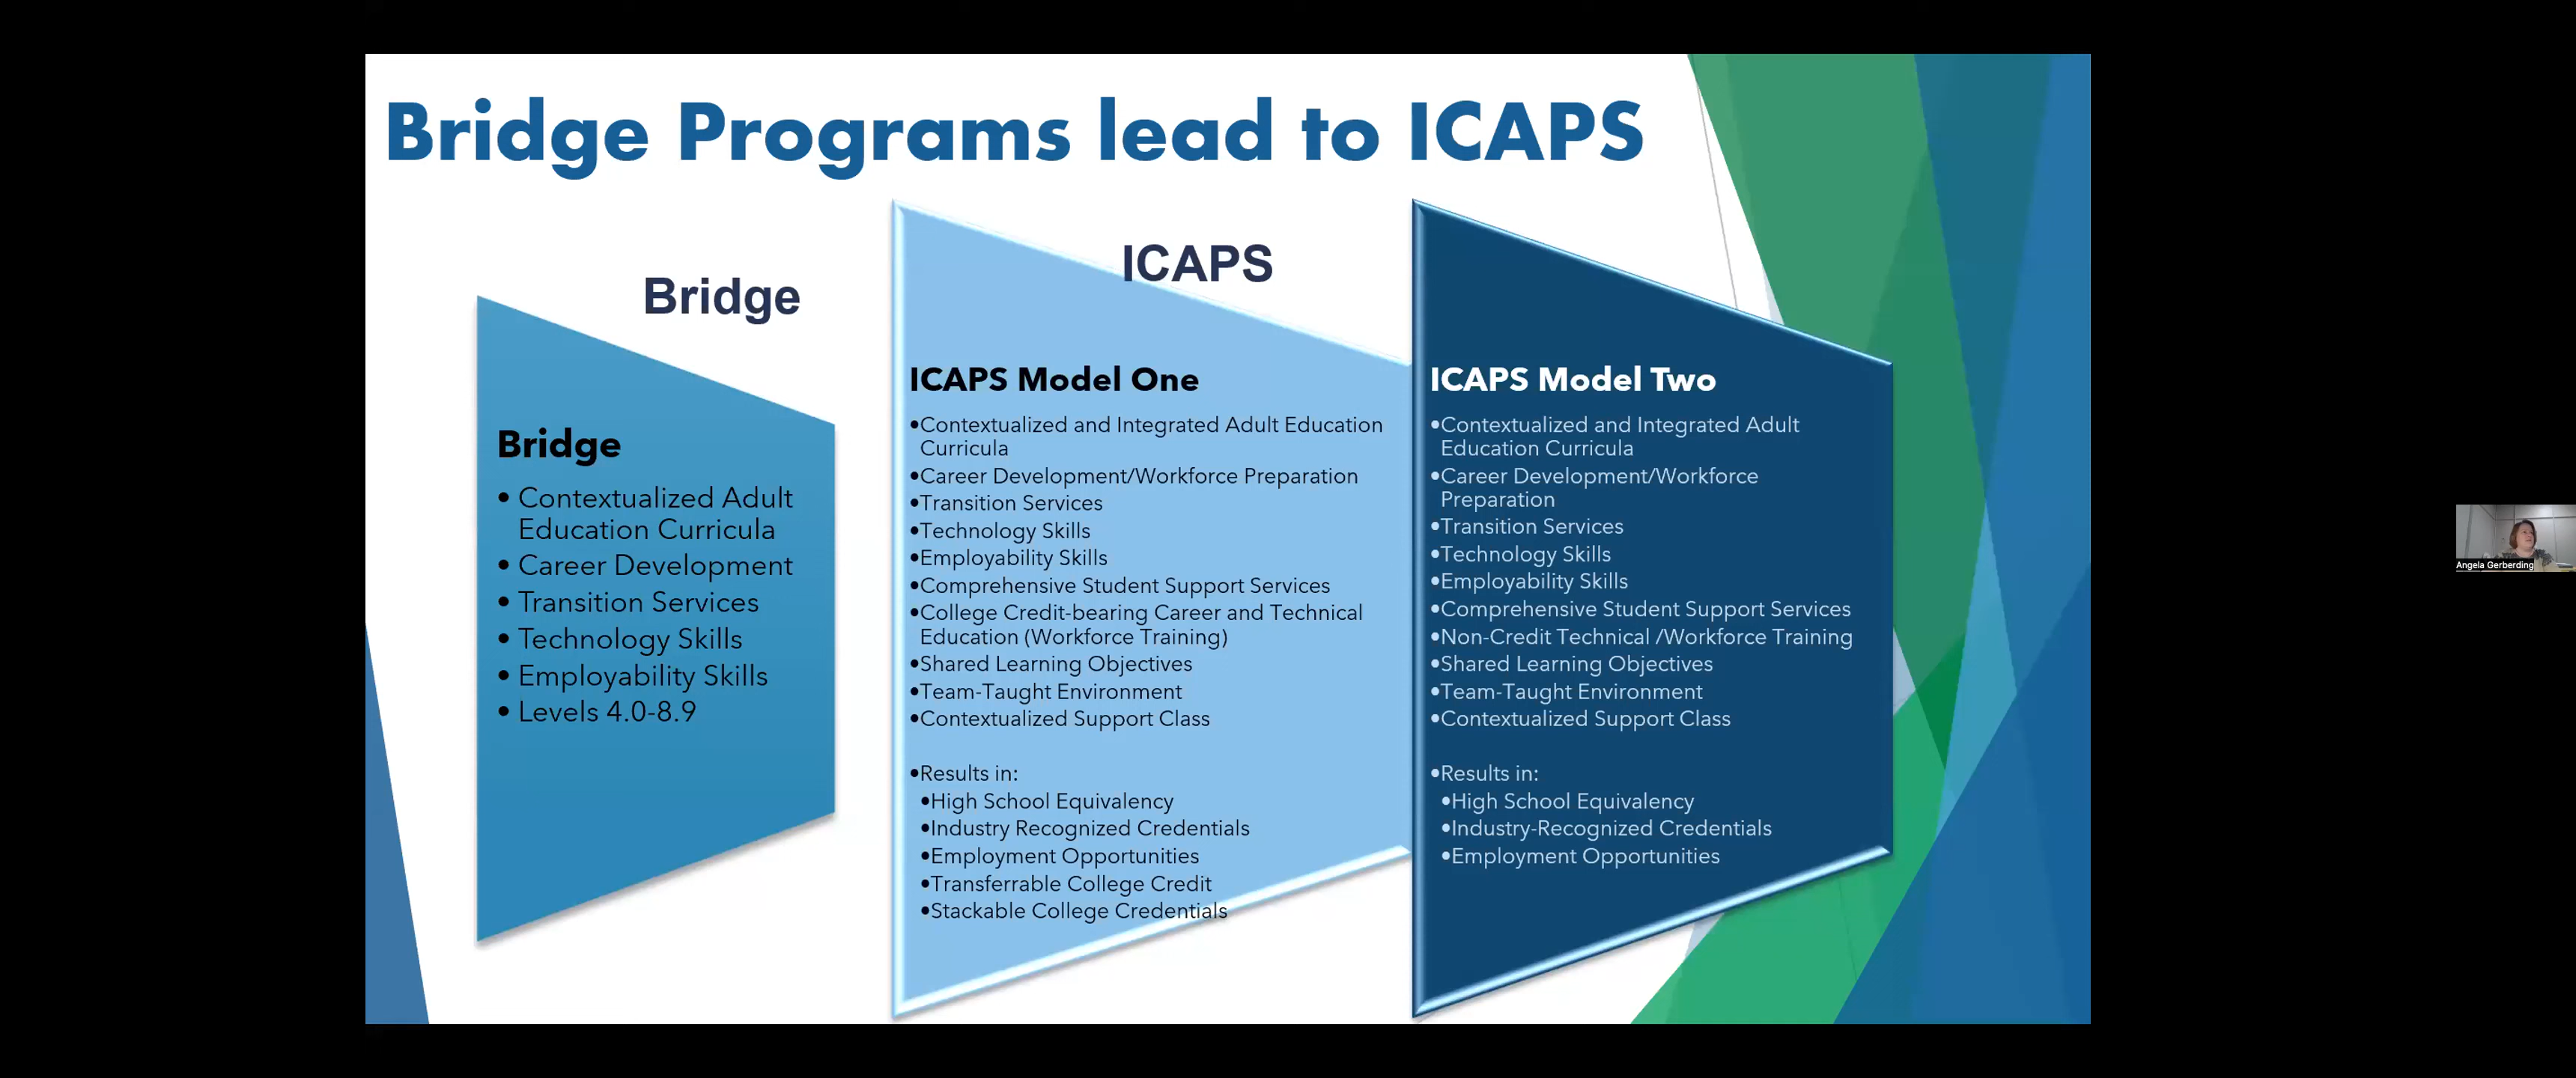 Bridge Programs lead to ICAPS
Bridge
ICAPS
Bridge
• Contextualized Adult
Education Curricula
• Career Development
• Transition Services
• Technology Skills
• Employability Skills
• Levels 4.0-8.9
ICAPS Model One
•Contextualized and Integrated Adult Education
Curricula
•Career Development/Workforce Preparation
•Transition Services
•Technology Skills
•Employability Skills
•Comprehensive Student Support Services
•College Credit-bearing Career and Technical
Education (Workforce Training)
•Shared Learning Objectives
•Team-Taught Environment
•Contextualized Support Class
•Results in:
•High School Equivalency
•Industry Recognized Credentials
•Employment Opportunities
•Transferrable College Credit
•Stackable College Credentials
ICAPS Model Two
•Contextualized and Integrated Adult
Education Curricula
•Career Development/Workforce
Preparation
•Transition Services
•Technology Skills
•Employability Skills
•Comprehensive Student Support Services
•Non-Credit Technical /Workforce Training
•Shared Learning Objectives
•Team-Taught Environment
•Contextualized Support Class
•Results in:
•High School Equivalency
•Industry-Recognized Credentials
•Employment Opportunities
Angela Gerberding